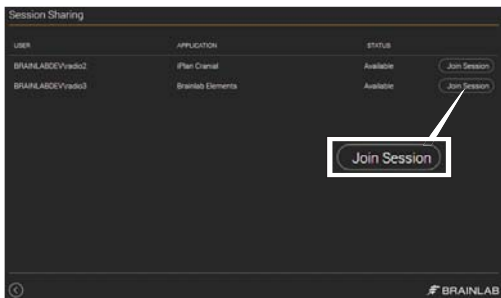 Session Sharing
USER APPLICATION STATUS
BRAINLABDEV\radio2 iPlan Cranial Available Join Session
BRAINLABDEV\radio3 Brainlab Elements Available Join Session
Join Session
BRAINLAB